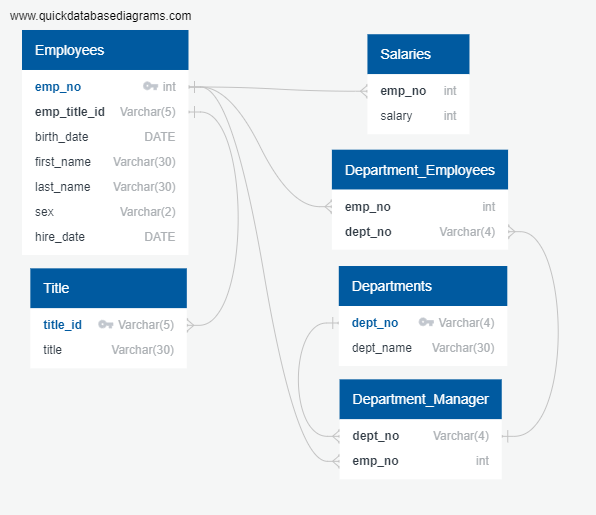 www.quickdatabasediagrams.com
Employees
emp_no int
emp_title_id Varchar(5)
birth_date DATE
first_name Varchar(30)
last_name Varchar(30)
sex Varchar(2)
hire_date DATE
Title
title_id Varchar(5)
title Varchar(30)
Salaries
emp_no int
salary int
Department_Employees
emp_no int
dept_no Varchar(4)
Departments
dept_no Varchar(4)
dept_name Varchar(30)
Department_Manager
dept_no Varchar(4)
emp_no int